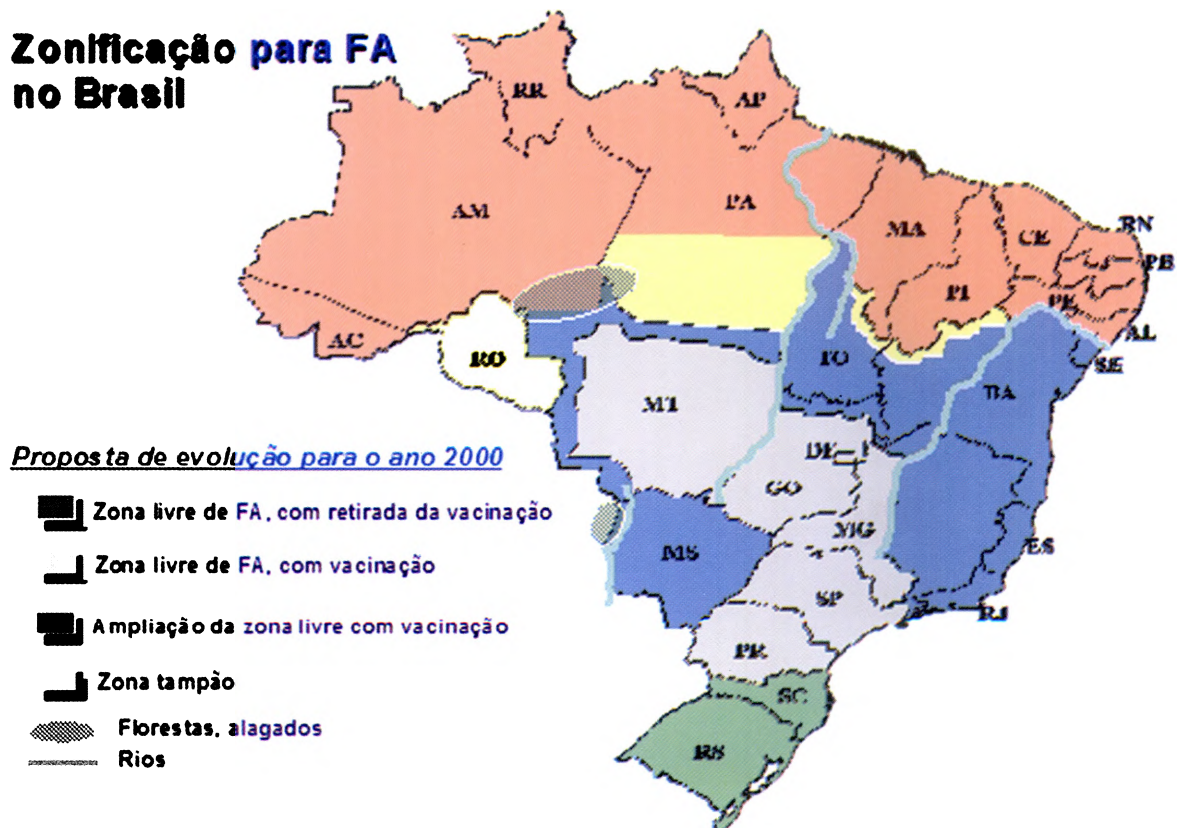 Zonificação para FA
no Brasil
RR
AP
AM
PA
MA
CE
RN
PB
PI
PE
AL
AC
RO
TO
SE
BA
MT
DF
GO
MG
ES
MS
SP
RJ
PR
SC
RS
Proposta de evolução para o ano 2000
Zona livre de FA, com retirada da vacinação
Zona livre de FA, com vacinação
Ampliação da zona livre com vacinação
Zona tampão
Florestas, alagados
Rios